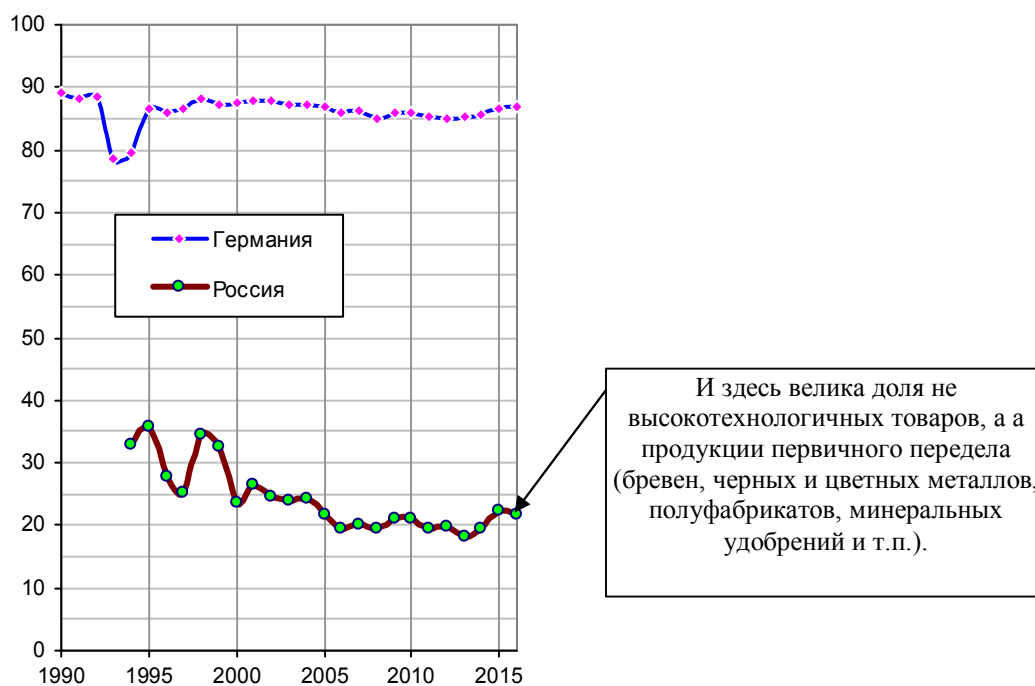 100
90
80
70
60
50
40
30
20
10
0
1990
1995
2000
2005
2010
2015
Германия
Россия
И здесь велика доля не
высокотехнологичных товаров, а а
продукции первичного передела
(бревен, черных и цветных металлов,
полуфабрикатов, минеральных
удобрений и т.п.).